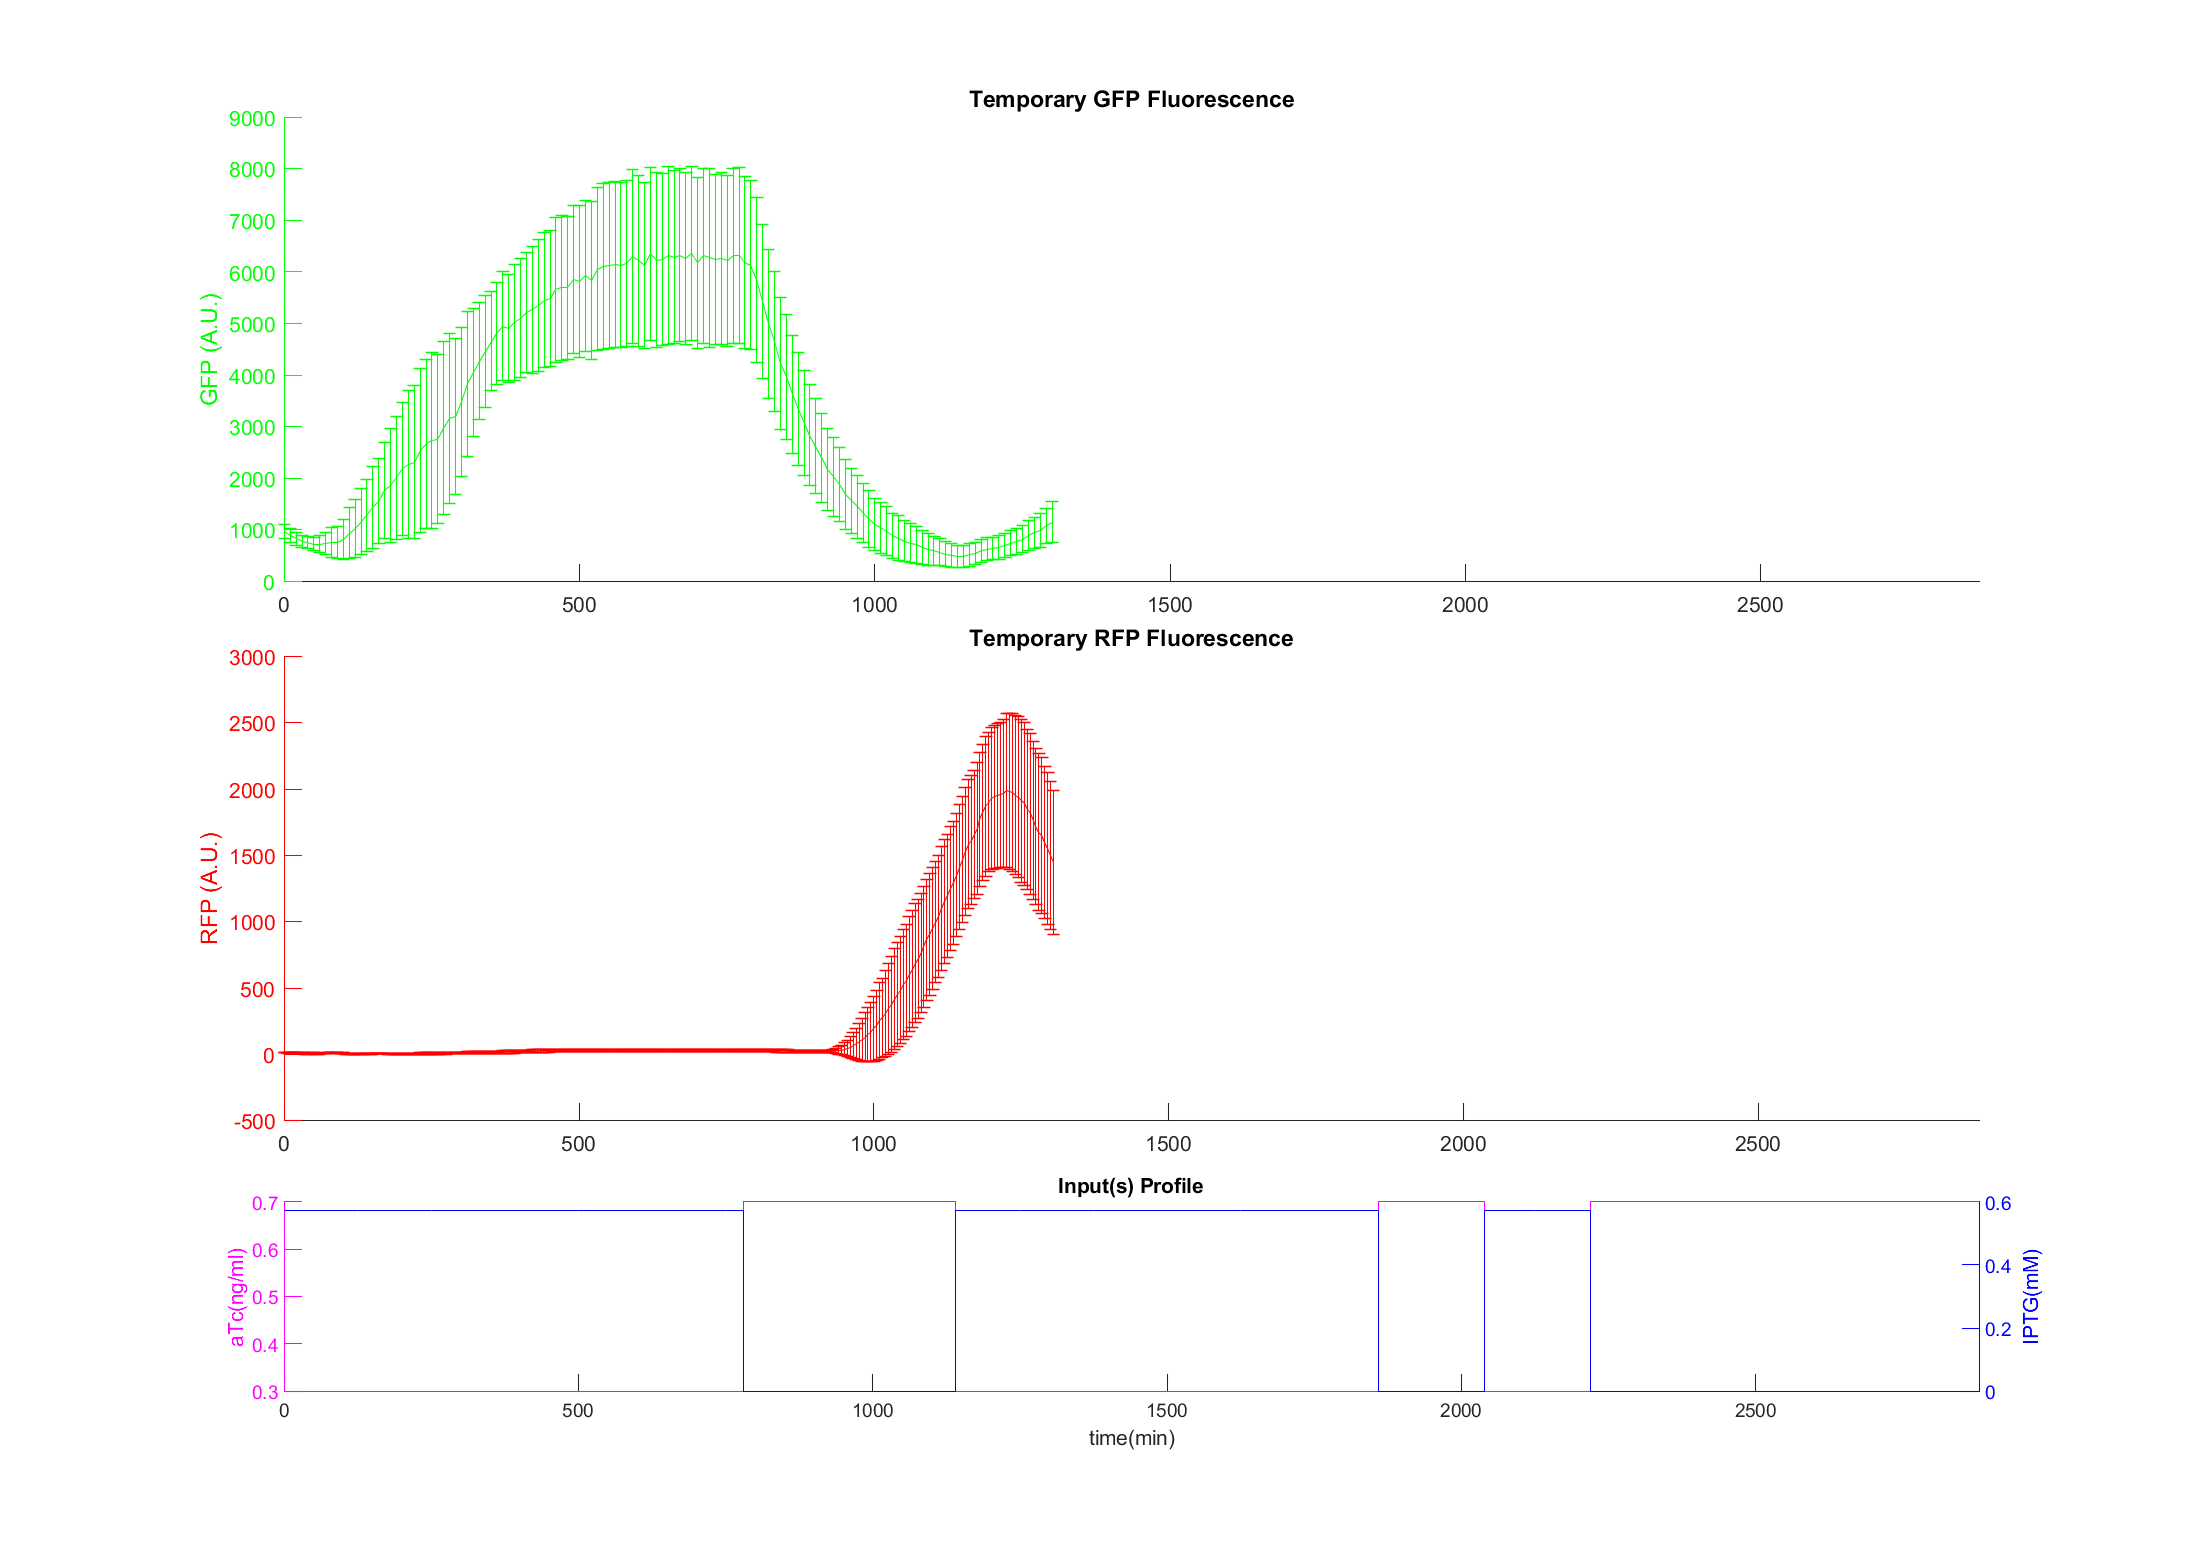 Temporary GFP Fluorescence
9000
8000
7000
6000
5000
4000
3000
2000
1000
0
GFP (A.U.)
0 500 1000 1500 2000 2500
Temporary RFP Fluorescence
3000
2500
2000
1500
1000
500
0
-500
RFP (A.U.)
0 500 1000 1500 2000 2500
Input(s) Profile
0.7
0.6
0.5
0.4
0.3
aTc(ng/ml)
0.6
0.4
0.2
0
IPTG(mM)
0 500 1000 1500 2000 2500
time(min)